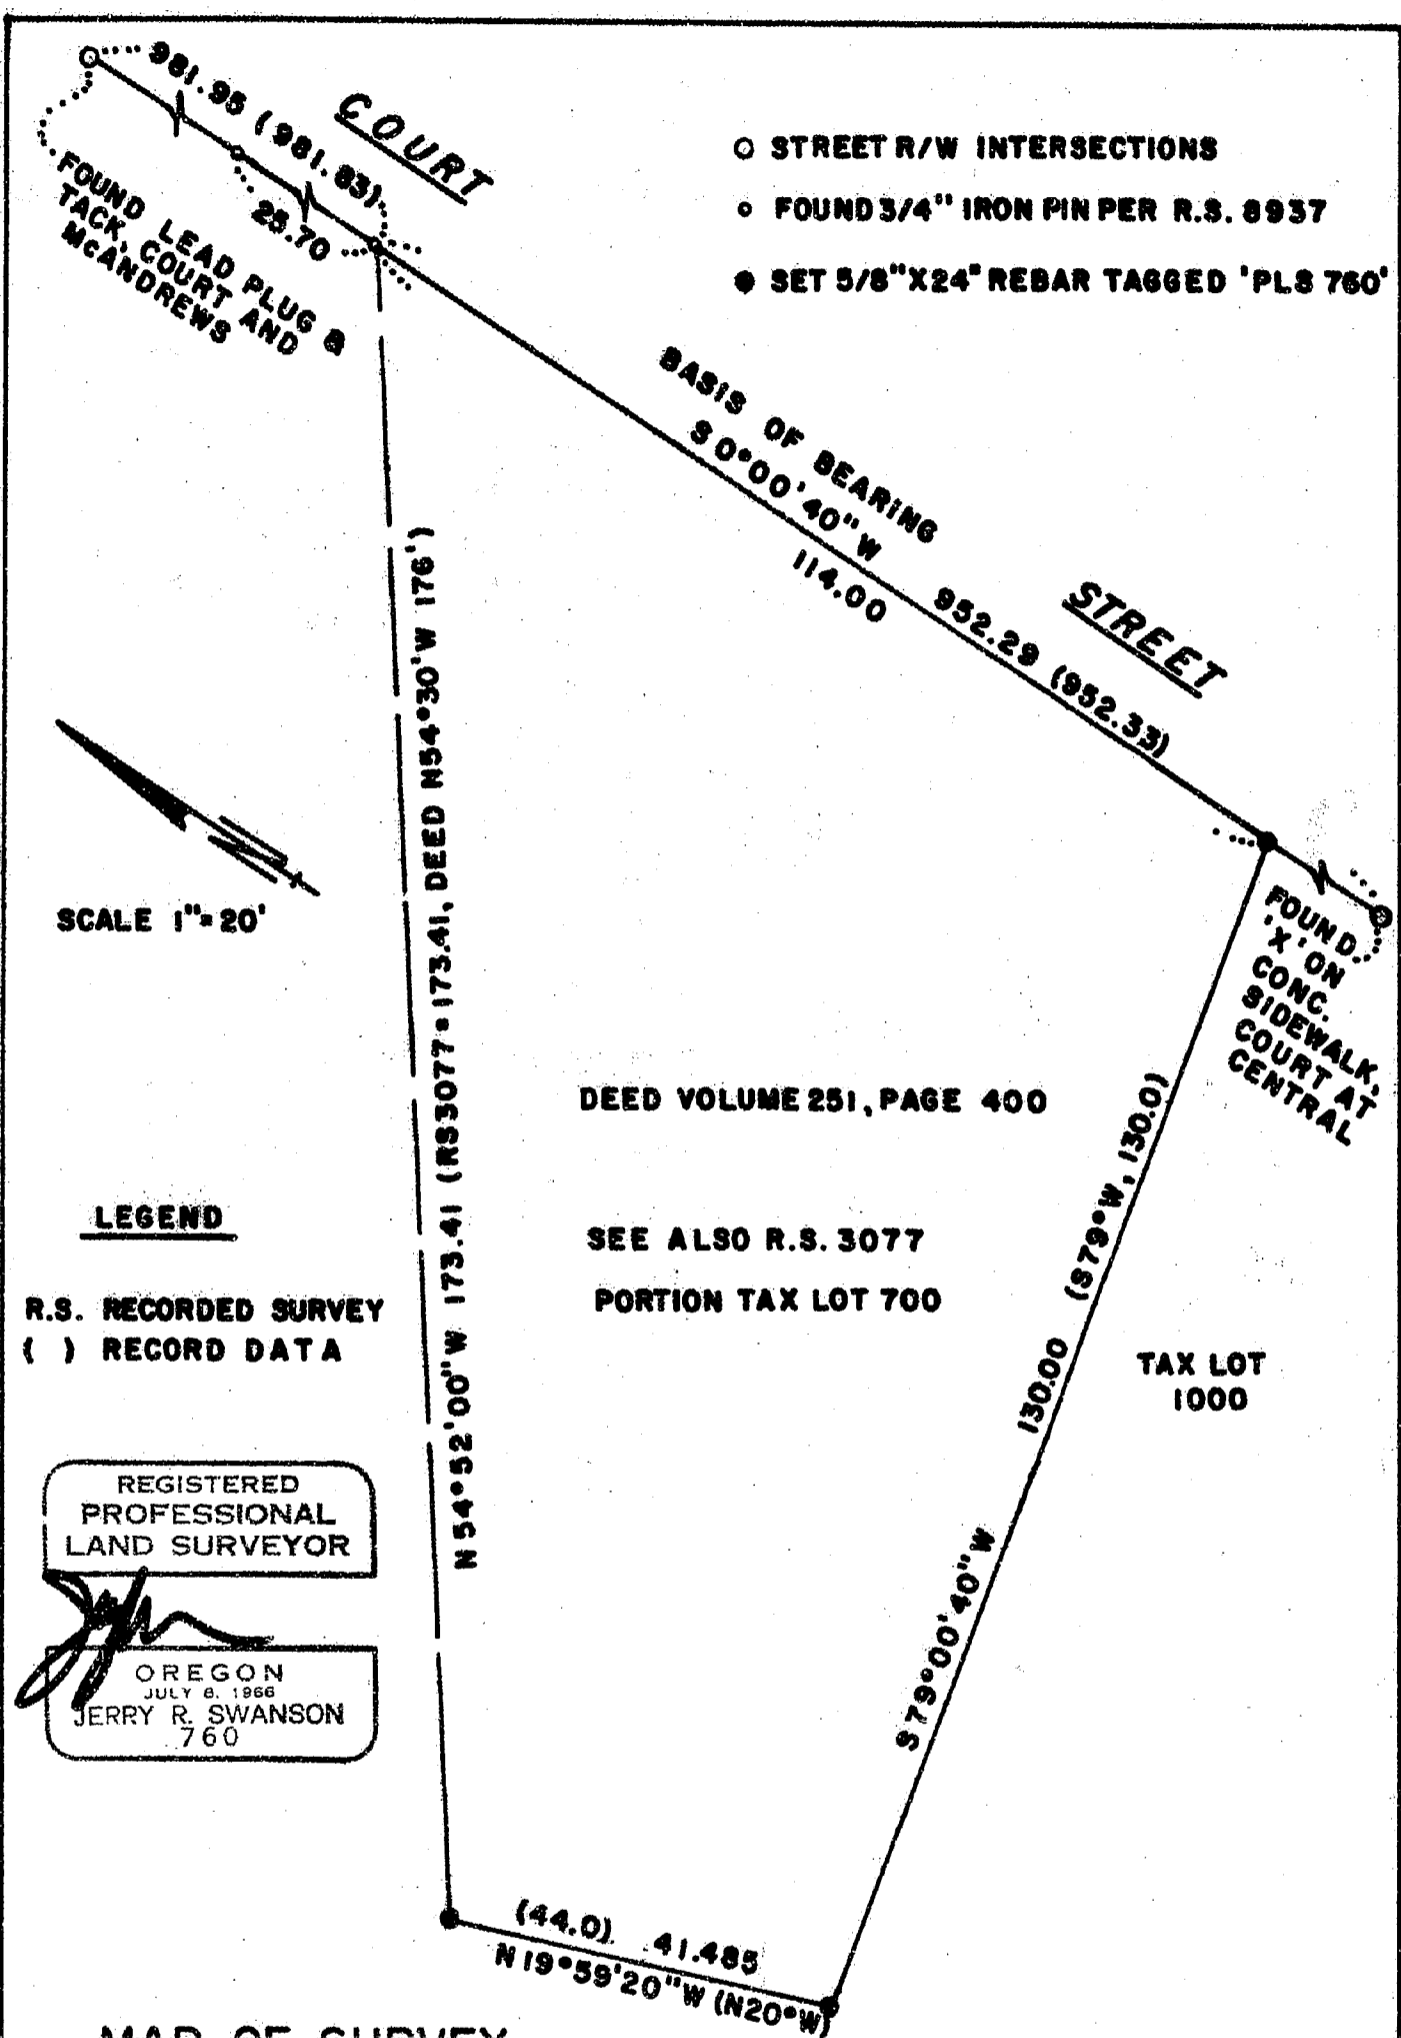 981.95 (981.83)
COURT
25.70
FOUND LEAD PLUG &
TACK, COURT AND
McANDREWS
O STREET R/W INTERSECTIONS
o FOUND 3/4" IRON PIN PER R.S. 8937
● SET 5/8"X24" REBAR TAGGED 'PLS 760'
BASIS OF BEARING
S 0°00'40" W
114.00
952.29 (952.33)
STREET
FOUND
'X' ON
CONC.
SIDEWALK,
COURT AT
CENTRAL
SCALE 1"=20'
N 54°52'00" W 173.41 (RS3077=173.41, DEED N54°30'W 176')
DEED VOLUME 251, PAGE 400
SEE ALSO R.S. 3077
PORTION TAX LOT 700
S79°00'40" W 130.00 (S79°W, 130.0)
TAX LOT
1000
LEGEND
R.S. RECORDED SURVEY
( ) RECORD DATA
REGISTERED
PROFESSIONAL
LAND SURVEYOR
OREGON
JULY 8, 1966
JERRY R. SWANSON
760
(44.0) 41.485
N 19°59'20" W (N20°W)
MAP OF SURVEY